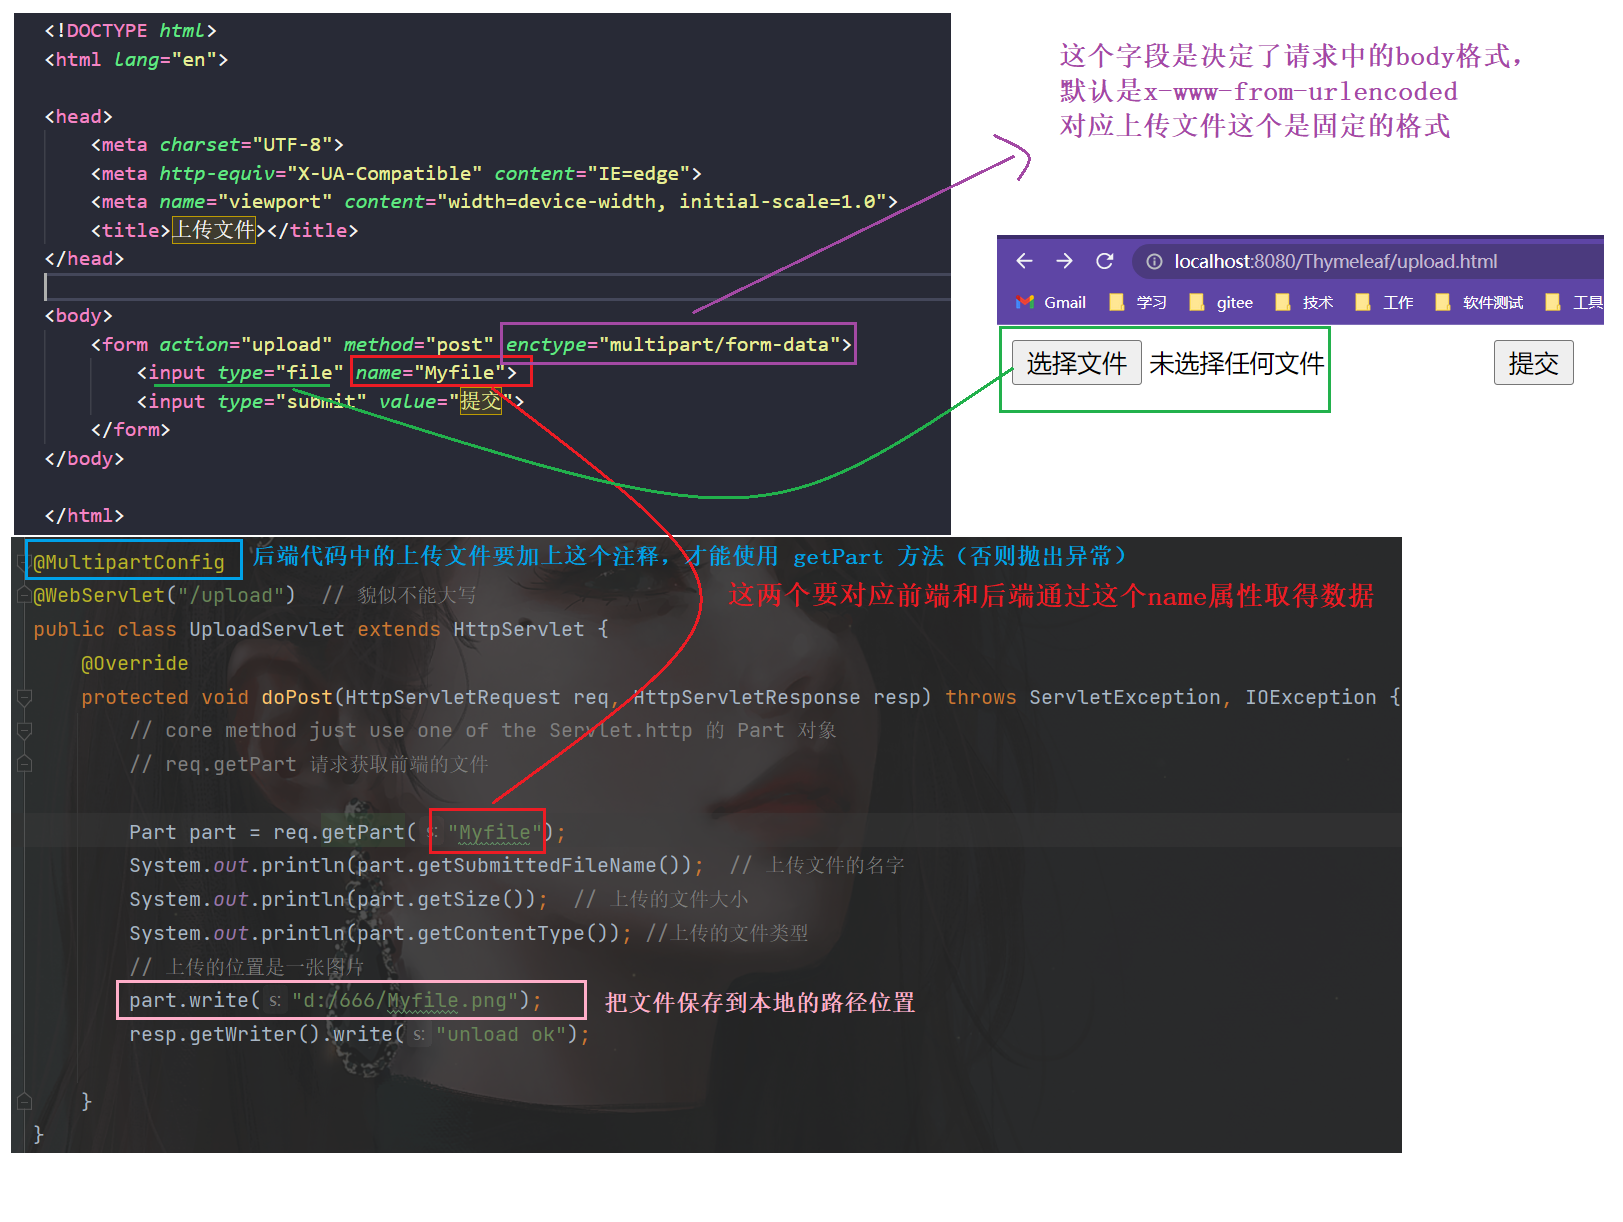 <!DOCTYPE html>
<html lang="en">
<head>
<meta charset="UTF-8">
<meta http-equiv="X-UA-Compatible" content="IE=edge">
<meta name="viewport" content="width=device-width, initial-scale=1.0">
<title>上传文件></title>
</head>
<body>
<form action="upload" method="post" enctype="multipart/form-data">
<input type="file" name="Myfile">
<input type="submit" value="提交">
</form>
</body>
</html>
这个字段是决定了请求中的body格式，
默认是x-www-from-urlencoded
对应上传文件这个是固定的格式
localhost:8080/Thymeleaf/upload.html
Gmail 学习 gitee 技术 工作 软件测试 工具
选择文件 未选择任何文件 提交
@MultipartConfig 后端代码中的上传文件要加上这个注释，才能使用 getPart 方法（否则抛出异常）
@WebServlet("/upload") // 貌似不能大写
这两个要对应前端和后端通过这个name属性取得数据
public class UploadServlet extends HttpServlet {
@Override
protected void doPost(HttpServletRequest req, HttpServletResponse resp) throws ServletException, IOException {
// core method just use one of the Servlet.http 的 Part 对象
// req.getPart 请求获取前端的文件
Part part = req.getPart( s: "Myfile");
System.out.println(part.getSubmittedFileName()); // 上传文件的名字
System.out.println(part.getSize()); // 上传的文件大小
System.out.println(part.getContentType()); //上传的文件类型
// 上传的位置是一张图片
part.write( s: "d:/666/Myfile.png"); 把文件保存到本地的路径位置
resp.getWriter().write( s: "unload ok");
}
}